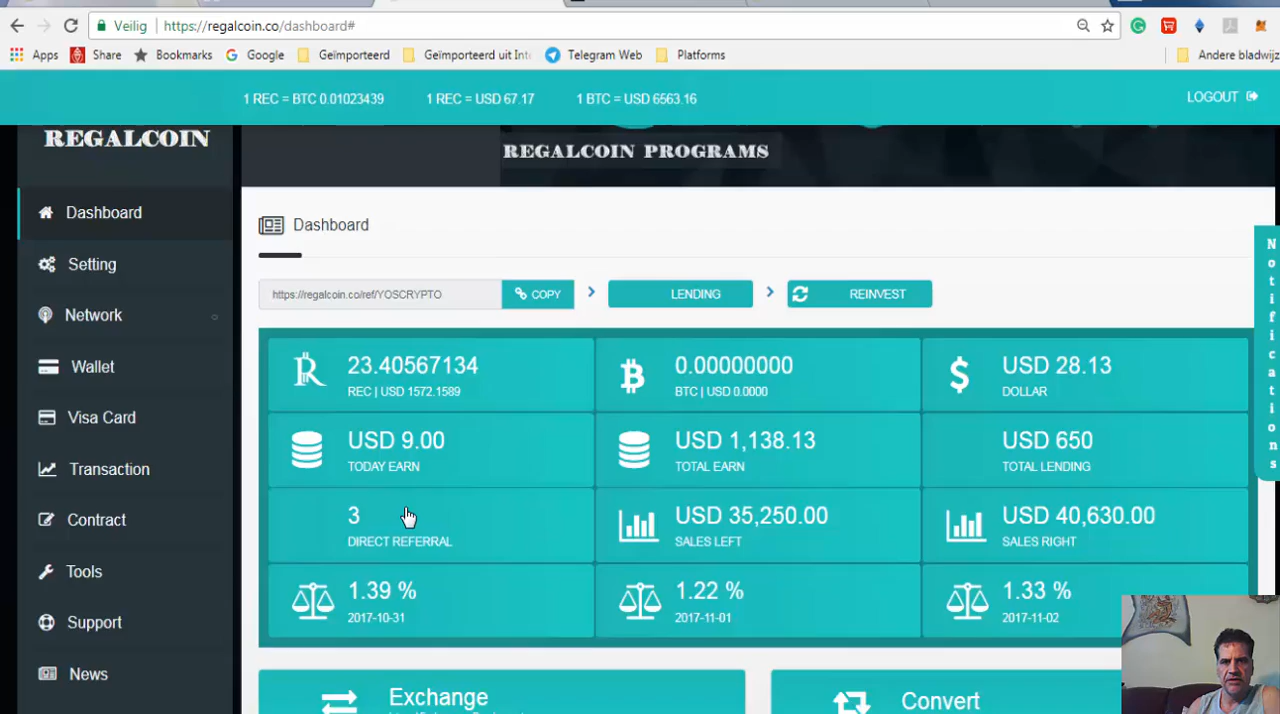 Veilig
https://regalcoin.co/dashboard#
Apps
Share
Bookmarks
Google
Geïmporteerd
Geïmporteerd uit Inte
Telegram Web
Platforms
Andere bladwijz
1 REC = BTC 0.01023439
1 REC = USD 67.17
1 BTC = USD 6563.16
LOGOUT
REGALCOIN
REGALCOIN PROGRAMS
Dashboard
Setting
Network
Wallet
Visa Card
Transaction
Contract
Tools
Support
News
Dashboard
https://regalcoin.co/ref/YOSCRYPTO
COPY
LENDING
REINVEST
23.40567134
REC | USD 1572.1589
0.00000000
BTC | USD 0.0000
USD 28.13
DOLLAR
USD 9.00
TODAY EARN
USD 1,138.13
TOTAL EARN
USD 650
TOTAL LENDING
3
DIRECT REFERRAL
USD 35,250.00
SALES LEFT
USD 40,630.00
SALES RIGHT
1.39 %
2017-10-31
1.22 %
2017-11-01
1.33 %
2017-11-02
Exchange
Convert
Notifications